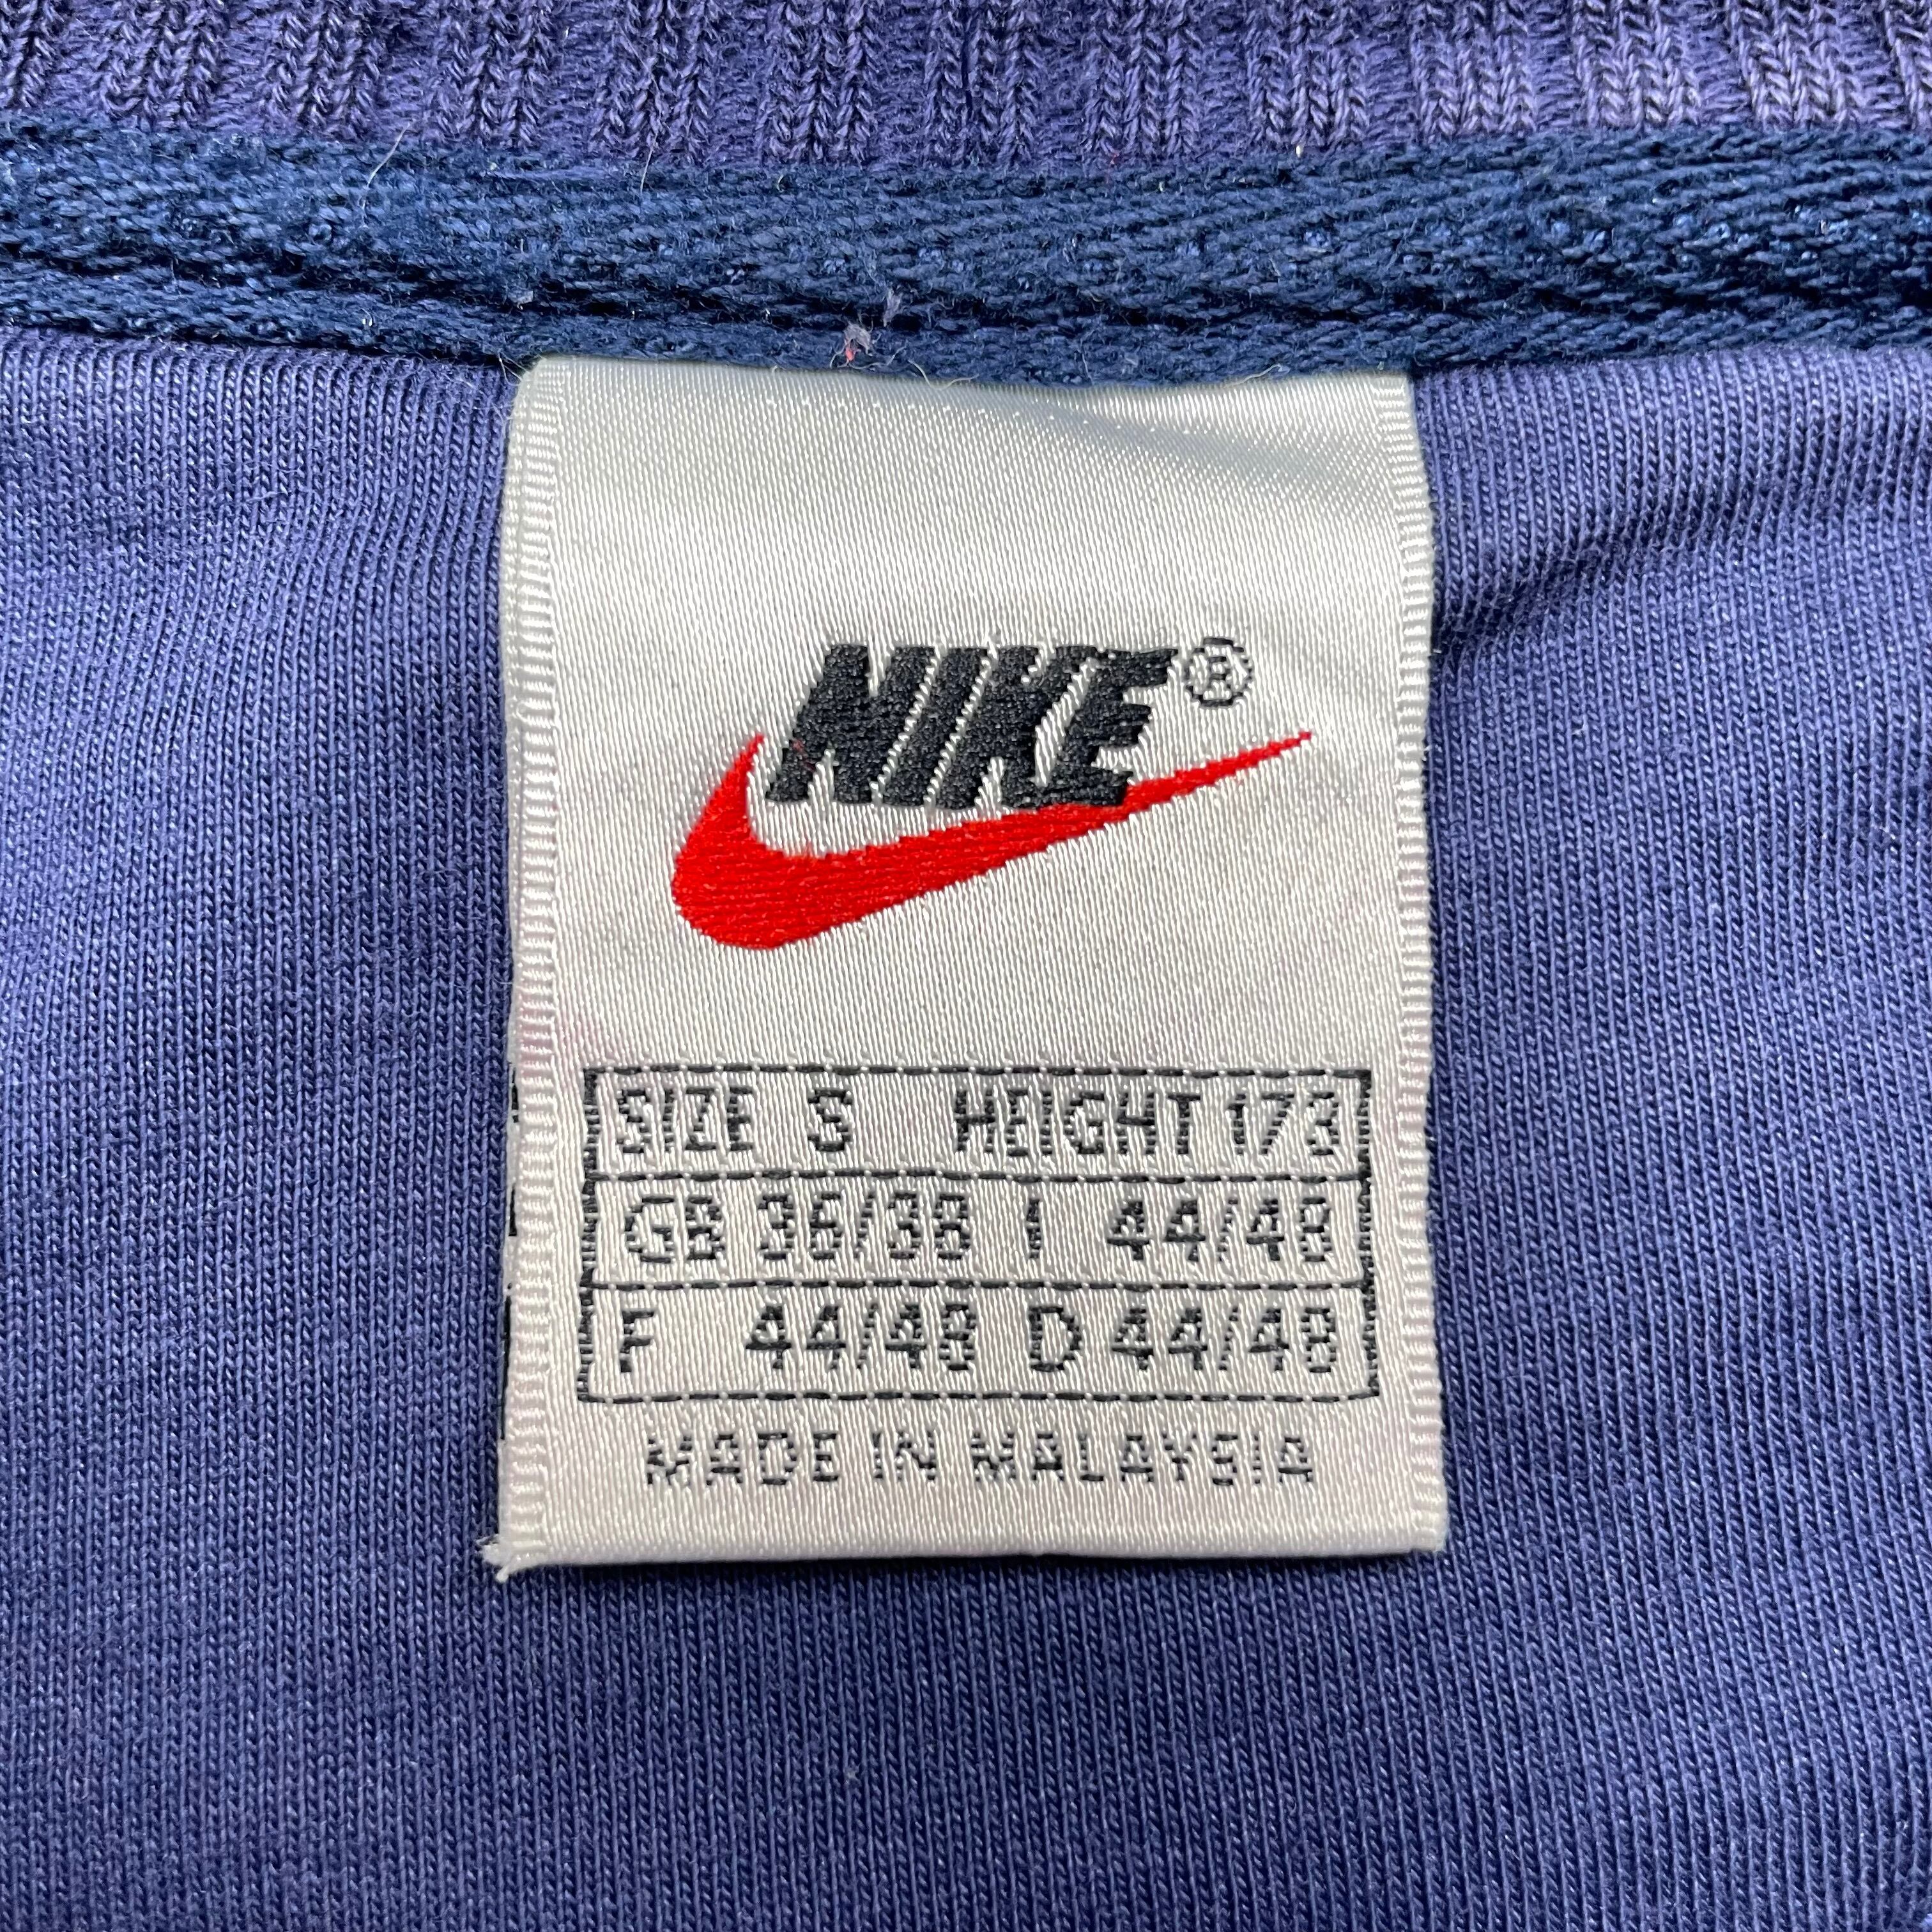 NIKE®
SIZE S HEIGHT 173
GB 36/38 I 44/48
F 44/48 D 44/48
MADE IN MALAYSIA